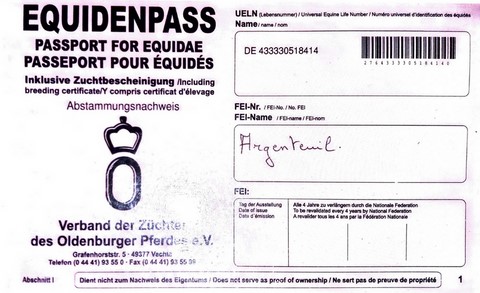 EQUIDENPASS
PASSPORT FOR EQUIDAE
PASSEPORT POUR ÉQUIDÉS
Inklusive Zuchtbescheinigung /Including
breeding certificate/Y compris certificat d'élevage
Abstammungsnachweis
O
Verband der Züchter
des Oldenburger Pferdes e.V.
Grafenhorststr. 5 · 49377 Vechta
Telefon (0 44 41) 93 55 0 · Fax (0 44 41) 93 55 99
Abschnitt I
UELN (Lebensnummer) / Universal Equine Life Number / Numéro universel d'identification des équidés
Name / name / nom
DE 433330518414
276433330518414 0
FEI-Nr. / FEI-No. / No. FEI
FEI-Name / FEI-name / FEI-nom
Argenteuil.
FEI:
Tag der Ausstellung
Date of issue
Date d'émission
Alle 4 Jahre zu verlängern durch die Nationale Federation
To be revalidated every 4 years by National Federation
A revalider tous les 4 ans par la Fédération Nationale
Dient nicht zum Nachweis des Eigentums / Does not serve as proof of ownership / Ne sert pas de preuve de propriété
1